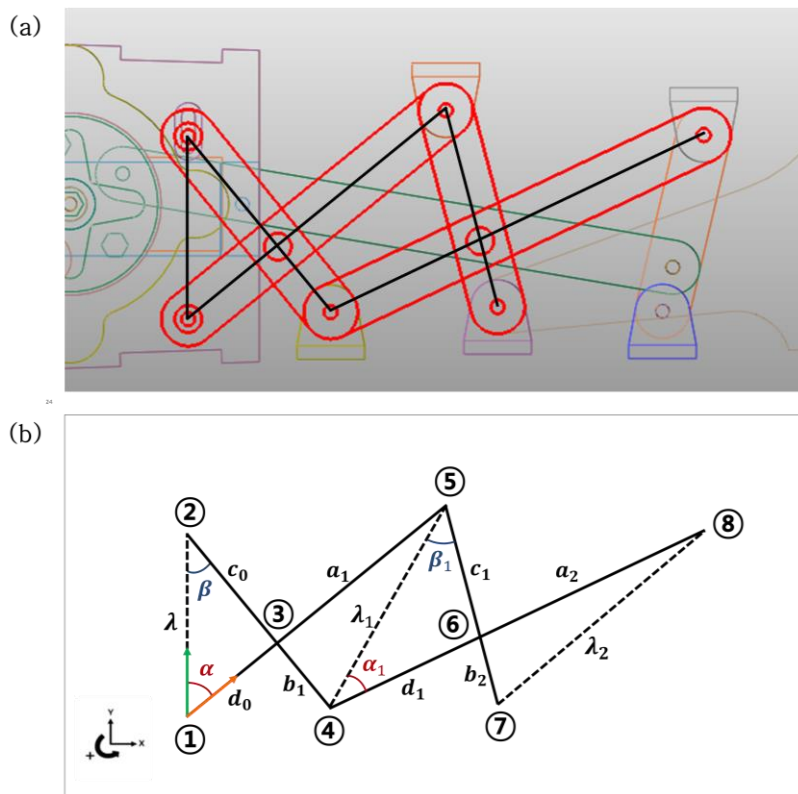 (a)
24
(b)
⑤
②
⑧
β₁
c₁
a₂
β
c₀
a₁
③
λ₁
λ
⑥
λ₂
α
α₁
d₁
b₂
d₀
b₁
①
④
⑦
Y
X
+